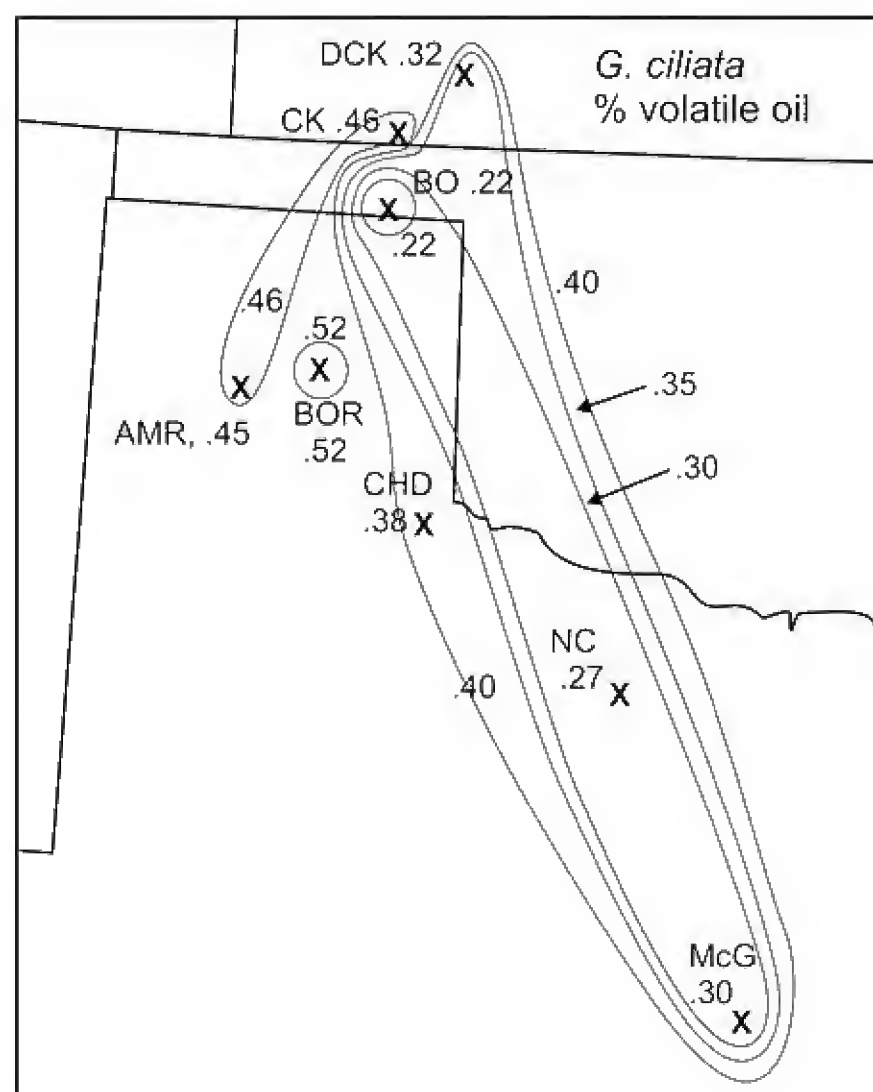 DCK .32
G. ciliata
% volatile oil
CK .46
BO .22
.22
.40
.46
.52
.35
BOR
AMR, .45
.52
.30
CHD
.38
NC
.27
.40
McG
.30